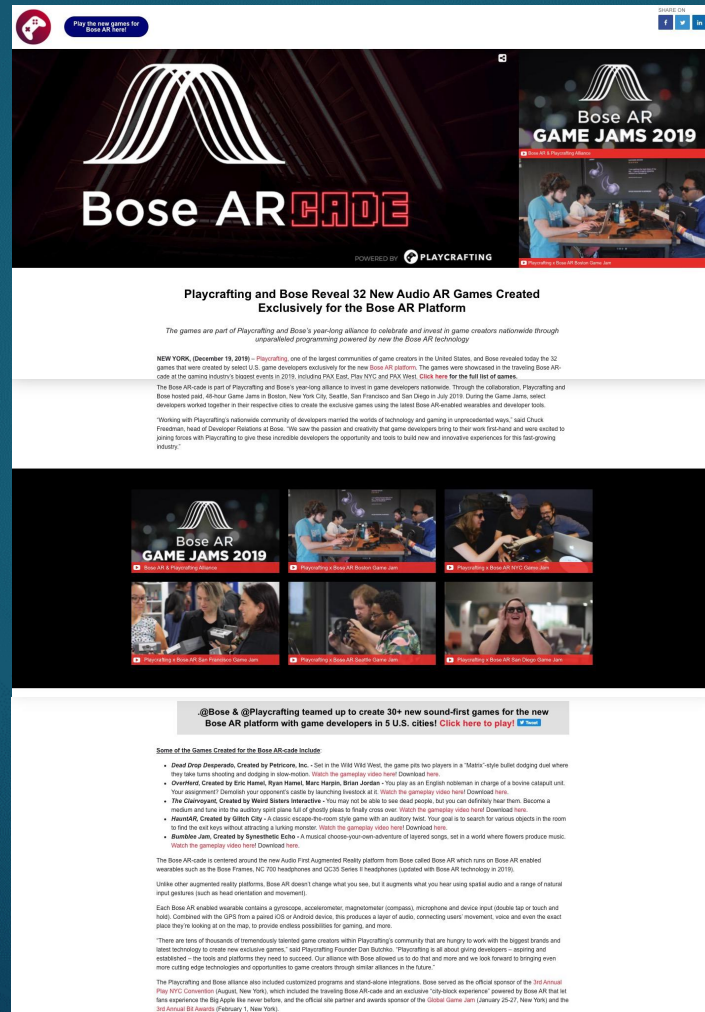 SHARE ON
Play the new games for
Bose AR here!
f in
Bose AR
GAME JAMS 2019
Bose AR & Playcrafting Alliance
Bose ARCADE
POWERED BY PLAYCRAFTING
Playcrafting x Bose AR Boston Game Jam
Playcrafting and Bose Reveal 32 New Audio AR Games Created
Exclusively for the Bose AR Platform
The games are part of Playcrafting and Bose's year-long alliance to celebrate and invest in game creators nationwide through
unparalleled programming powered by new the Bose AR technology
NEW YORK, (December 19, 2019) – Playcrafting, one of the largest communities of game creators in the United States, and Bose revealed today the 32
games that were created by select U.S. game developers exclusively for the new Bose AR platform. The games were showcased in the traveling Bose AR-
cade at the gaming industry's biggest events in 2019, including PAX East, Play NYC and PAX West. Click here for the full list of games.
The Bose AR-cade is part of Playcrafting and Bose's year-long alliance to invest in game developers nationwide. Through the collaboration, Playcrafting and
Bose hosted paid, 48-hour Game Jams in Boston, New York City, Seattle, San Francisco and San Diego in July 2019. During the Game Jams, select
developers worked together in their respective cities to create the exclusive games using the latest Bose AR-enabled wearables and developer tools.
"Working with Playcrafting's nationwide community of developers married the worlds of technology and gaming in unprecedented ways," said Chuck
Freedman, head of Developer Relations at Bose. "We saw the passion and creativity that game developers bring to their work first-hand and were excited to
joining forces with Playcrafting to give these incredible developers the opportunity and tools to build new and innovative experiences for this fast-growing
industry."
Bose AR
GAME JAMS 2019
Bose AR & Playcrafting Alliance
Playcrafting x Bose AR Boston Game Jam
Playcrafting x Bose AR NYC Game Jam
Playcrafting x Bose AR San Francisco Game Jam
Playcrafting x Bose AR Seattle Game Jam
Playcrafting x Bose AR San Diego Game Jam
.@Bose & @Playcrafting teamed up to create 30+ new sound-first games for the new
Bose AR platform with game developers in 5 U.S. cities! Click here to play! Tweet
Some of the Games Created for the Bose AR-cade Include:
• Dead Drop Desperado, Created by Petricore, Inc. - Set in the Wild Wild West, the game pits two players in a "Matrix"-style bullet dodging duel where
they take turns shooting and dodging in slow-motion. Watch the gameplay video here! Download here.
• OverHerd, Created by Eric Hamel, Ryan Hamel, Marc Harpin, Brian Jordan - You play as an English nobleman in charge of a bovine catapult unit.
Your assignment? Demolish your opponent's castle by launching livestock at it. Watch the gameplay video here! Download here.
• The Clairvoyant, Created by Weird Sisters Interactive - You may not be able to see dead people, but you can definitely hear them. Become a
medium and tune into the auditory spirit plane full of ghostly pleas to finally cross over. Watch the gameplay video here! Download here.
• HauntAR, Created by Glitch City - A classic escape-the-room style game with an auditory twist. Your goal is to search for various objects in the room
to find the exit keys without attracting a lurking monster. Watch the gameplay video here! Download here.
• Bumblee Jam, Created by Synesthetic Echo - A musical choose-your-own-adventure of layered songs, set in a world where flowers produce music.
Watch the gameplay video here! Download here.
The Bose AR-cade is centered around the new Audio First Augmented Reality platform from Bose called Bose AR which runs on Bose AR enabled
wearables such as the Bose Frames, NC 700 headphones and QC35 Series II headphones (updated with Bose AR technology in 2019).
Unlike other augmented reality platforms, Bose AR doesn't change what you see, but it augments what you hear using spatial audio and a range of natural
input gestures (such as head orientation and movement).
Each Bose AR enabled wearable contains a gyroscope, accelerometer, magnetometer (compass), microphone and device input (double tap or touch and
hold). Combined with the GPS from a paired iOS or Android device, this produces a layer of audio, connecting users' movement, voice and even the exact
place they're looking at on the map, to provide endless possibilities for gaming, and more.
"There are tens of thousands of tremendously talented game creators within Playcrafting's community that are hungry to work with the biggest brands and
latest technology to create new exclusive games," said Playcrafting Founder Dan Butchko. "Playcrafting is all about giving developers – aspiring and
established – the tools and platforms they need to succeed. Our alliance with Bose allowed us to do that and more and we look forward to bringing even
more cutting edge technologies and opportunities to game creators through similar alliances in the future."
The Playcrafting and Bose alliance also included customized programs and stand-alone integrations. Bose served as the official sponsor of the 3rd Annual
Play NYC Convention (August, New York), which included the traveling Bose AR-cade and an exclusive "city-block experience" powered by Bose AR that let
fans experience the Big Apple like never before, and the official site partner and awards sponsor of the Global Game Jam (January 25-27, New York) and the
3rd Annual Bit Awards (February 1, New York).